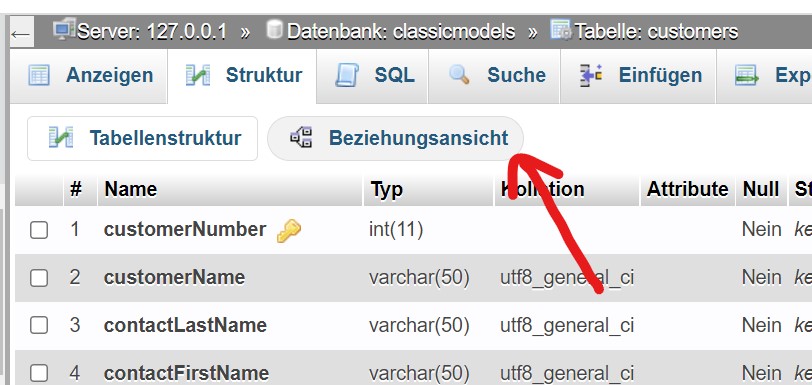 ← Server: 127.0.0.1 » Datenbank: classicmodels » Tabelle: customers
Anzeigen Struktur SQL Suche Einfügen Exp
Tabellenstruktur Beziehungsansicht
# Name Typ Kollation Attribute Null St
1 customerNumber int(11) Nein ke
2 customerName varchar(50) utf8_general_ci Nein ke
3 contactLastName varchar(50) utf8_general_ci Nein ke
4 contactFirstName varchar(50) utf8_general_ci Nein ke